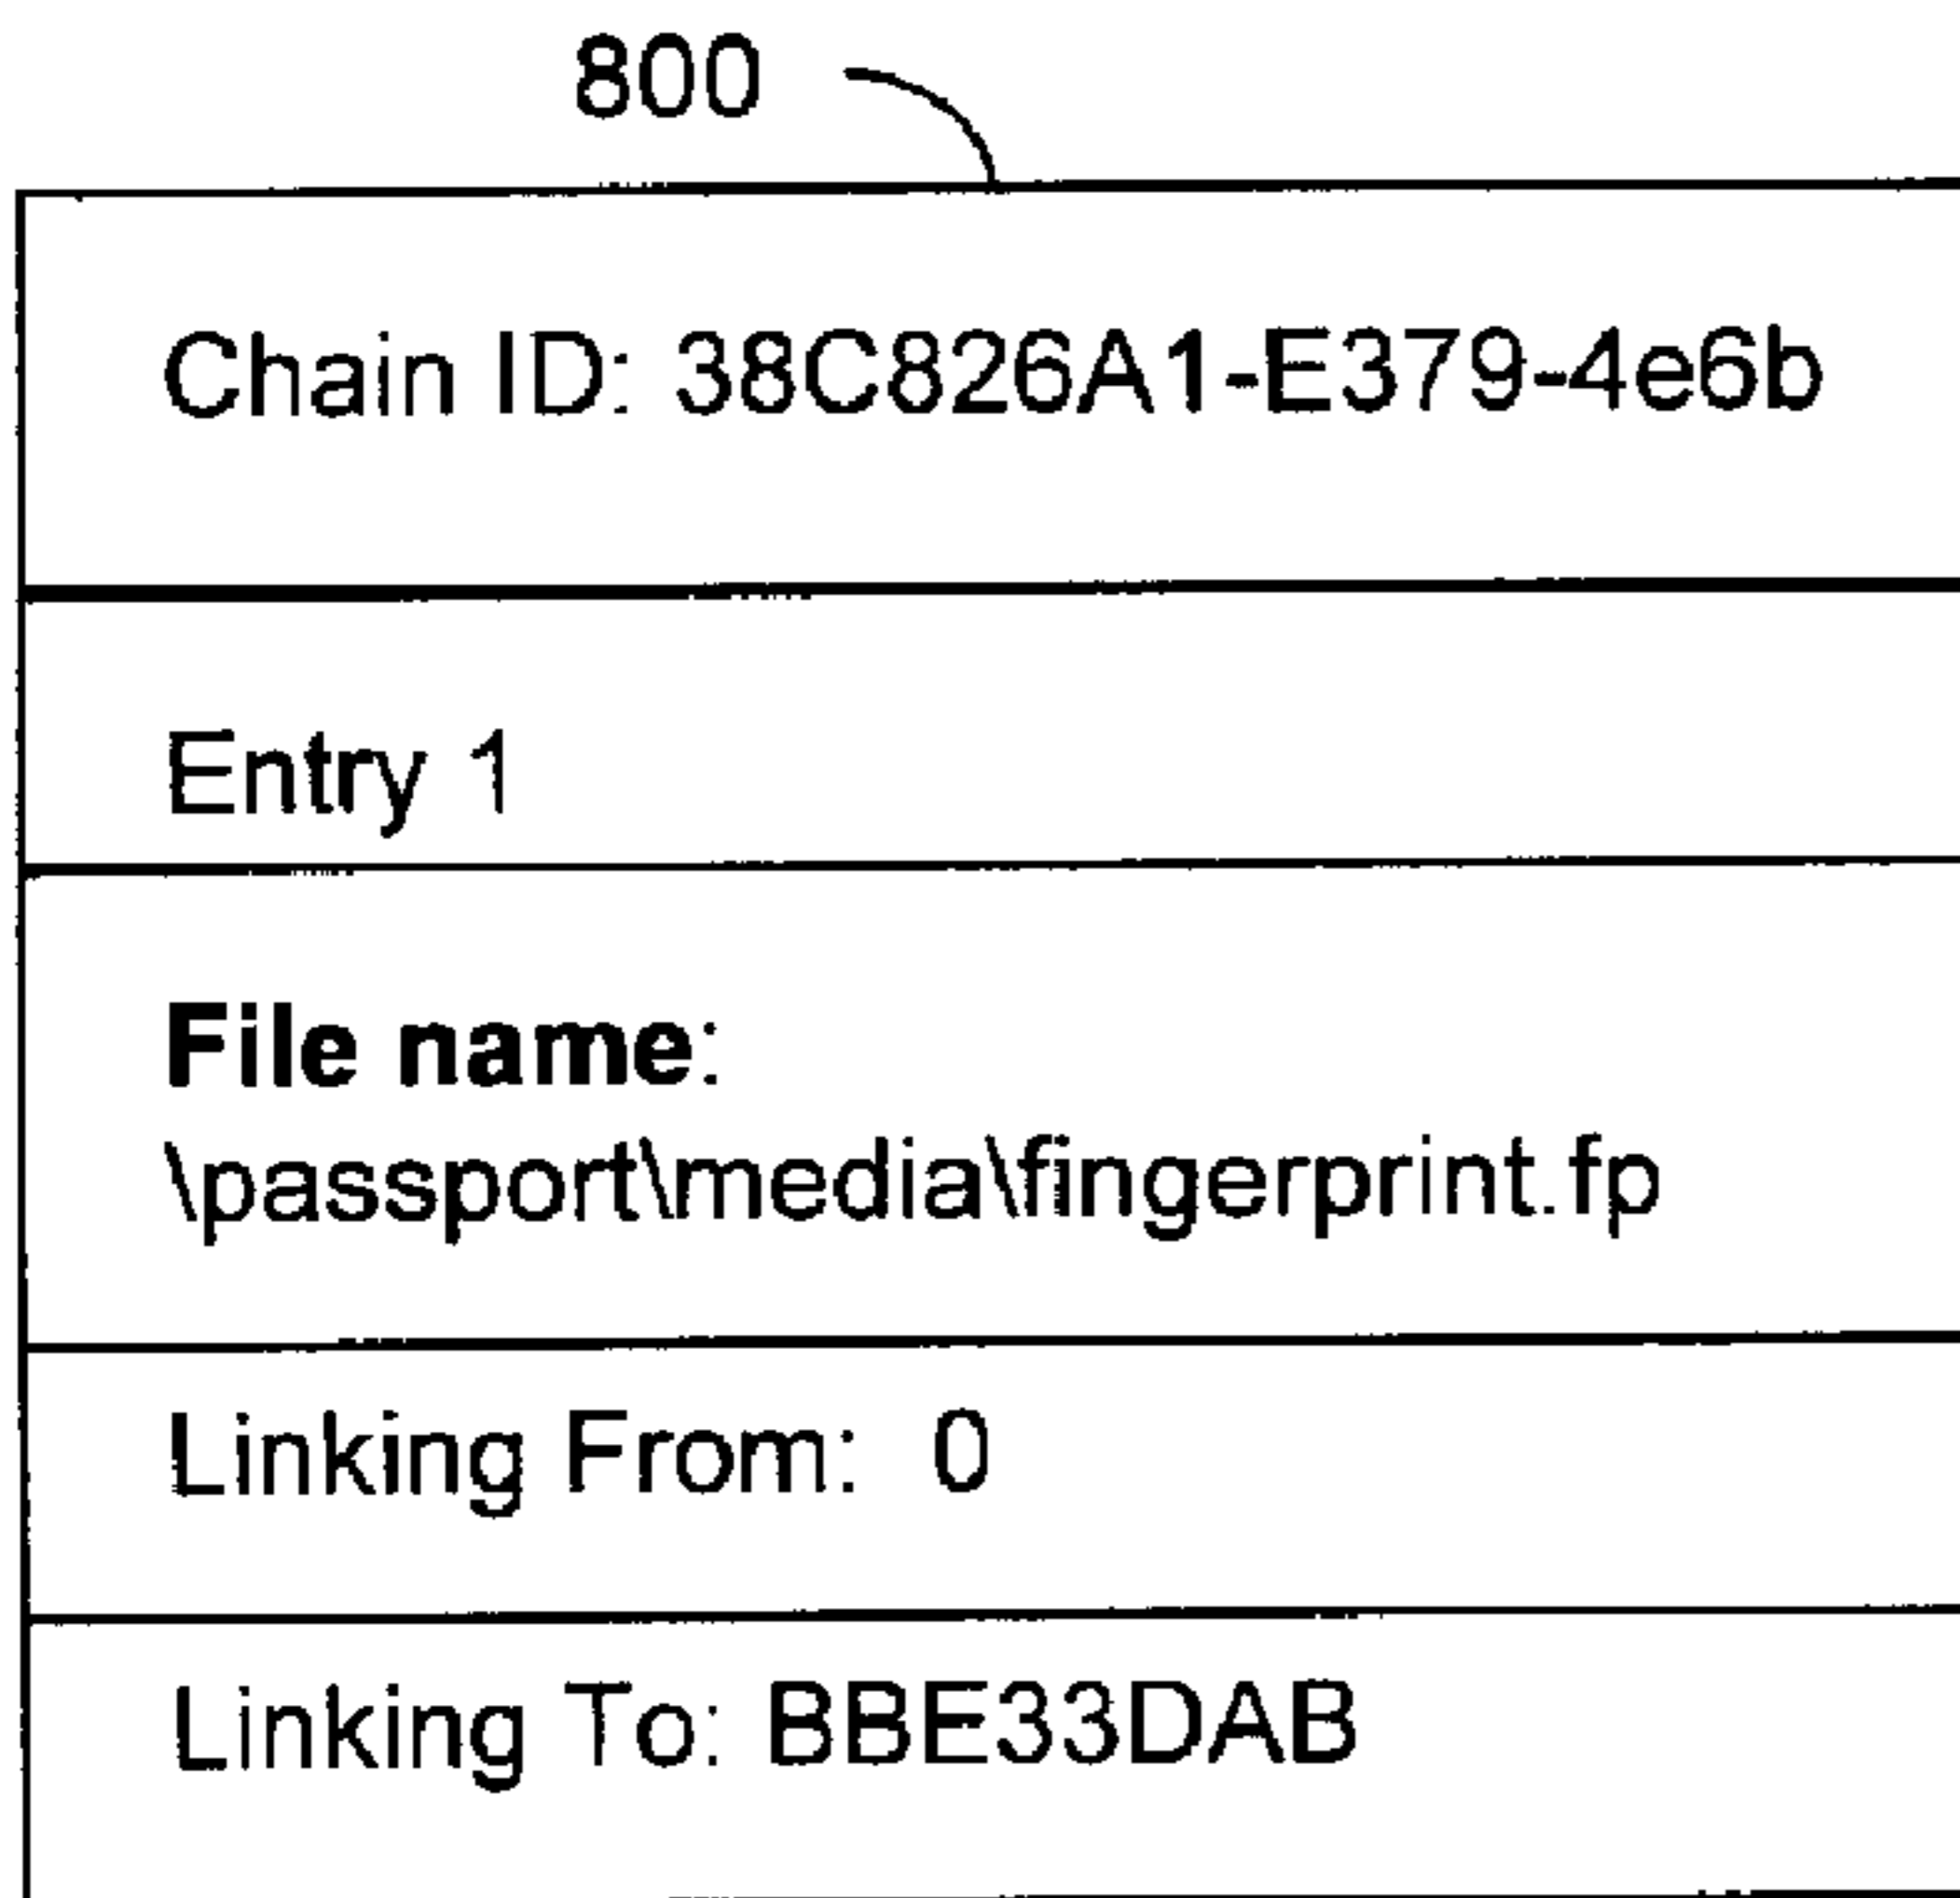 800
Chain ID: 38C826A1-E379-4e6b
Entry 1
File name:
\passport\media\fingerprint.fp
Linking From:  0
Linking To: BBE33DAB